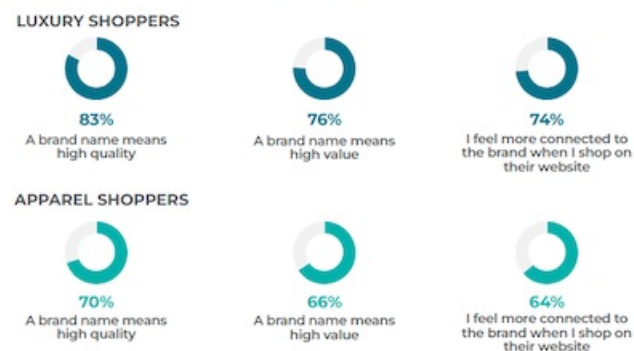 LUXURY SHOPPERS
83%
A brand name means
high quality
76%
A brand name means
high value
74%
I feel more connected to
the brand when I shop on
their website
APPAREL SHOPPERS
70%
A brand name means
high quality
66%
A brand name means
high value
64%
I feel more connected to
the brand when I shop on
their website